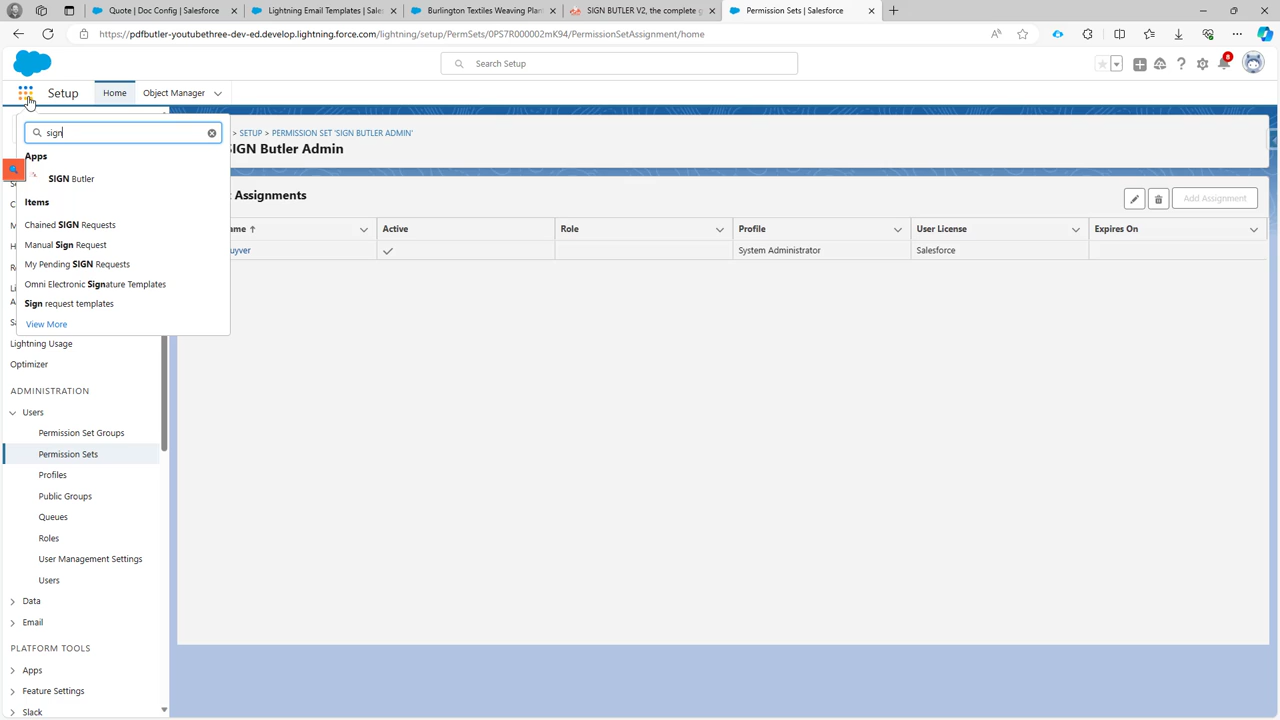 Quote | Doc Config | Salesforce
Lightning Email Templates | Sales
Burlington Textiles Weaving Plan
SIGN BUTLER V2, the complete g
Permission Sets | Salesforce
https://pdfbutler-youtubethree-dev-ed.develop.lightning.force.com/lightning/setup/PermSets/0PS7R000002mK94/PermissionSetAssignment/home
Search Setup
8
Setup
Home
Object Manager
sign
Apps
SIGN Butler
Items
Chained SIGN Requests
Manual Sign Request
My Pending SIGN Requests
Omni Electronic Signature Templates
Sign request templates
View More
> SETUP > PERMISSION SET 'SIGN BUTLER ADMIN'
SIGN Butler Admin
Assignments
Add Assignment
Active
Role
Profile
User License
Expires On
System Administrator
Salesforce
Lightning Usage
Optimizer
ADMINISTRATION
Users
Permission Set Groups
Permission Sets
Profiles
Public Groups
Queues
Roles
User Management Settings
Users
Data
Email
PLATFORM TOOLS
Apps
Feature Settings
Slack